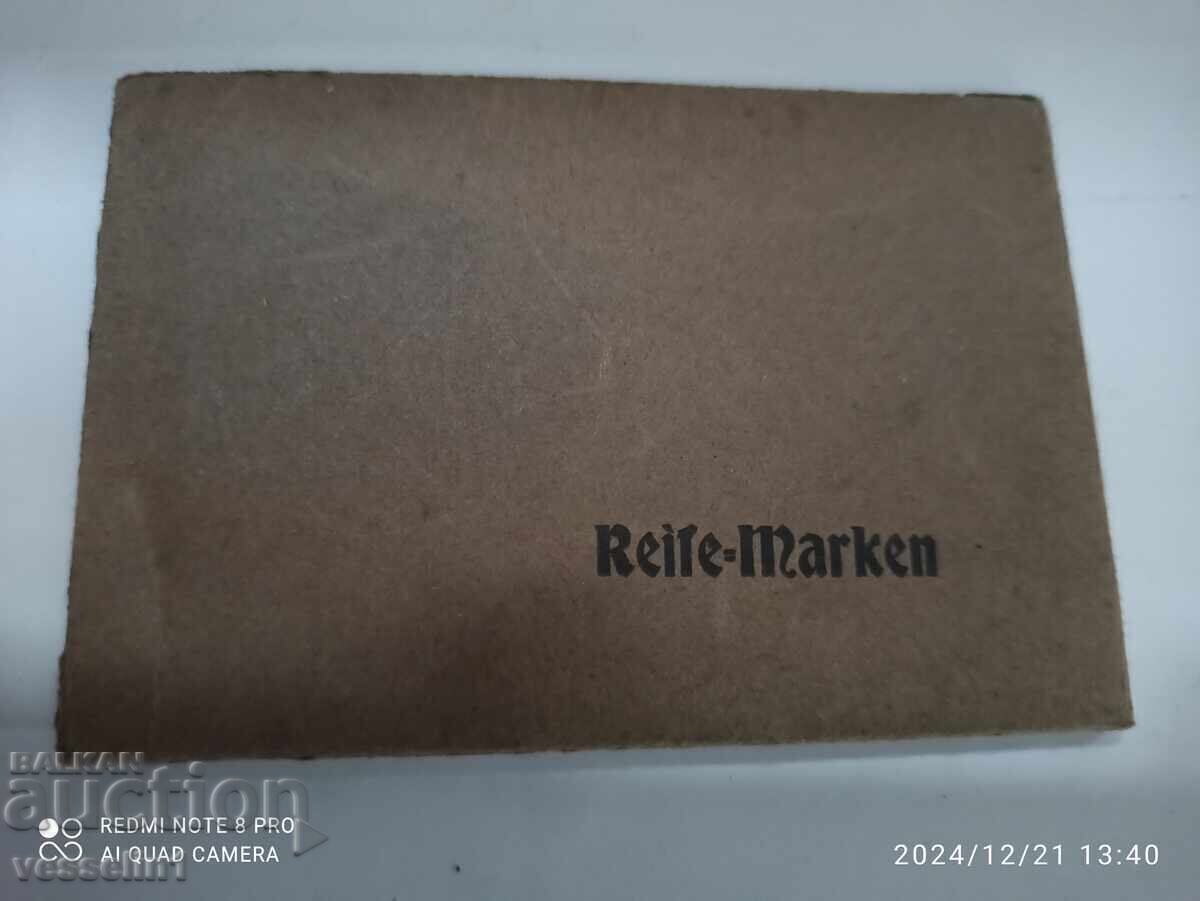 Reiſe=Marken
BALKAN
auction
REDMI NOTE 8 PRO
AI QUAD CAMERA
2024/12/21 13:40